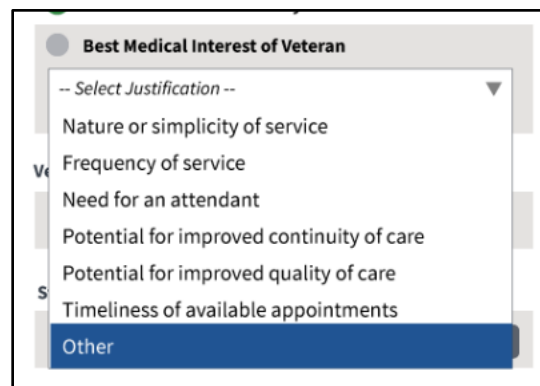 Best Medical Interest of Veteran
-- Select Justification --
Nature or simplicity of service
Frequency of service
Need for an attendant
Potential for improved continuity of care
Potential for improved quality of care
Timeliness of available appointments
Other